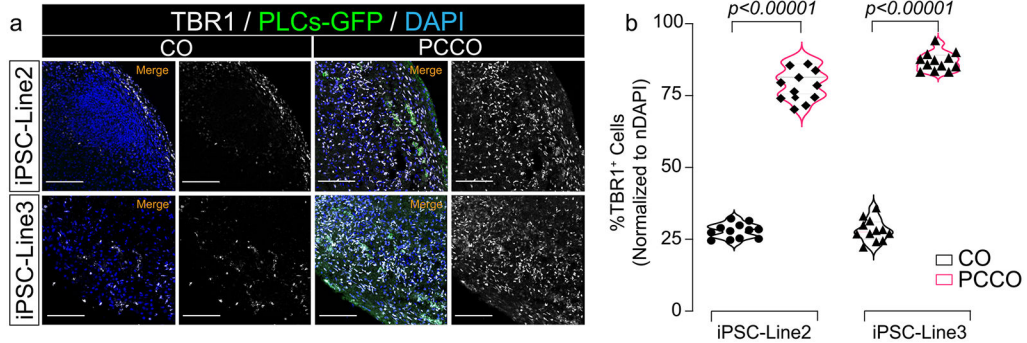 a
TBR1 / PLCs-GFP / DAPI
CO
PCCO
iPSC-Line2
Merge
Merge
iPSC-Line3
Merge
Merge
b
p<0.00001
p<0.00001
100
75
50
25
0
%TBR1⁺ Cells
(Normalized to nDAPI)
CO
PCCO
iPSC-Line2
iPSC-Line3